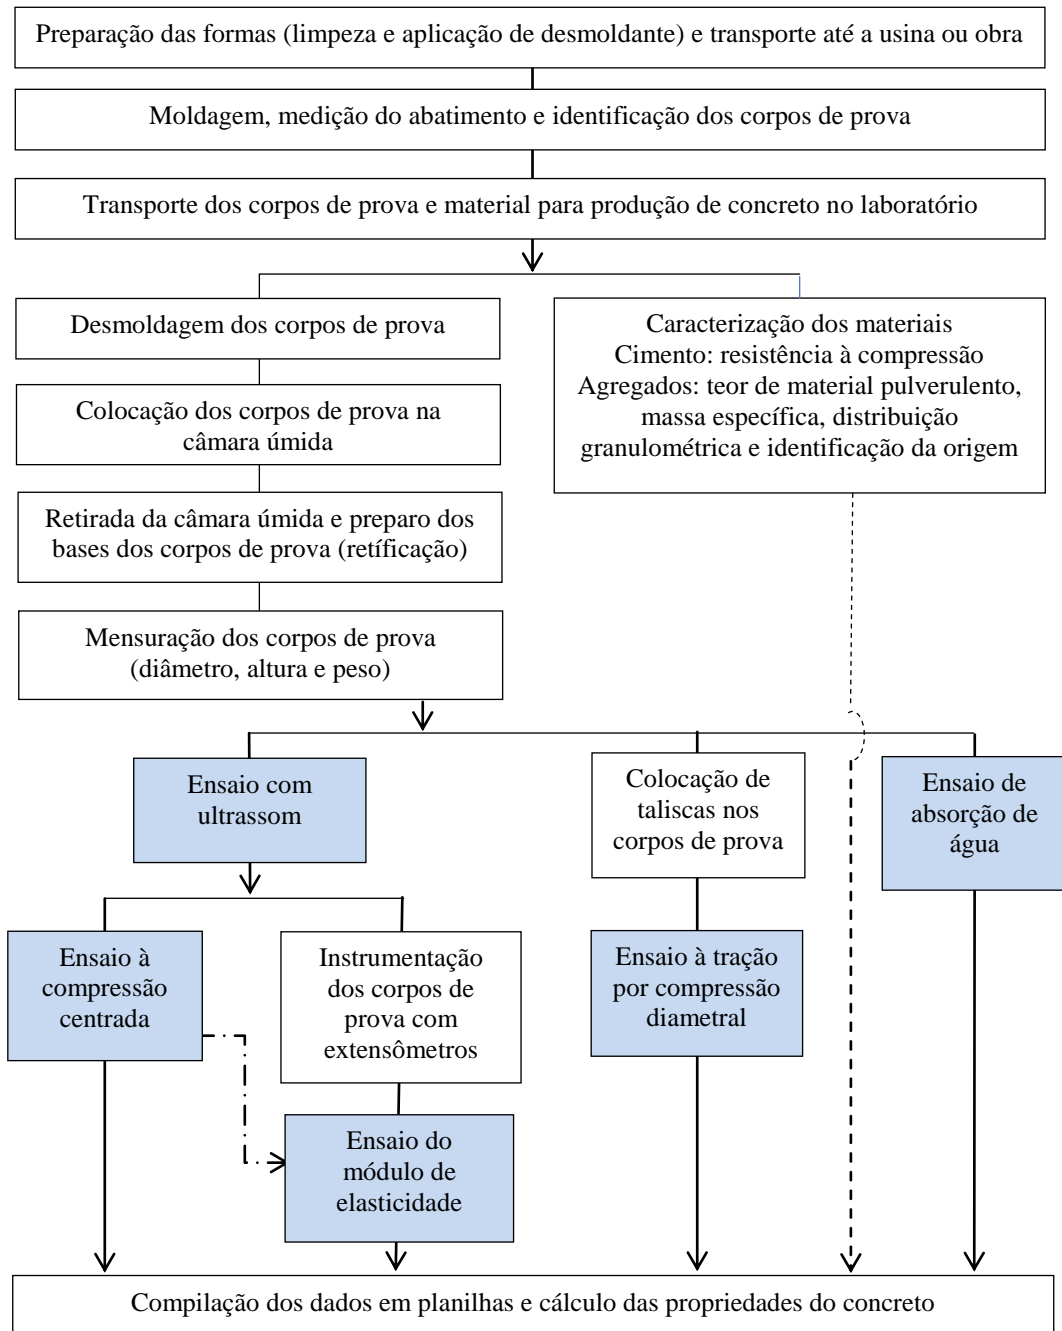 Preparação das formas (limpeza e aplicação de desmoldante) e transporte até a usina ou obra
Moldagem, medição do abatimento e identificação dos corpos de prova
Transporte dos corpos de prova e material para produção de concreto no laboratório
Desmoldagem dos corpos de prova
Caracterização dos materiais
Cimento: resistência à compressão
Agregados: teor de material pulverulento,
massa específica, distribuição
granulométrica e identificação da origem
Colocação dos corpos de prova na
câmara úmida
Retirada da câmara úmida e preparo dos
bases dos corpos de prova (retíficação)
Mensuração dos corpos de prova
(diâmetro, altura e peso)
Ensaio com
ultrassom
Colocação de
taliscas nos
corpos de prova
Ensaio de
absorção de
água
Ensaio à
compressão
centrada
Instrumentação
dos corpos de
prova com
extensômetros
Ensaio à tração
por compressão
diametral
Ensaio do
módulo de
elasticidade
Compilação dos dados em planilhas e cálculo das propriedades do concreto